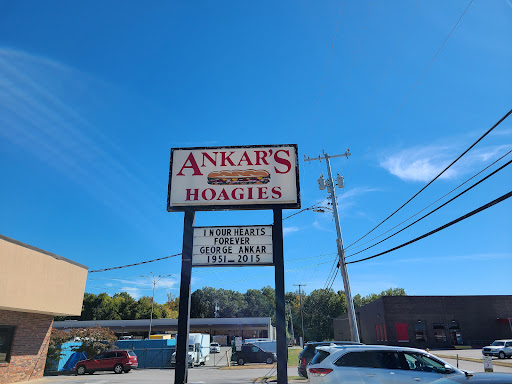 ANKAR'S
HOAGIES
IN OUR HEARTS
FOREVER
GEORGE ANKAR
1951-2015